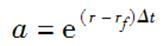 a = e^{(r − r_f)Δt}